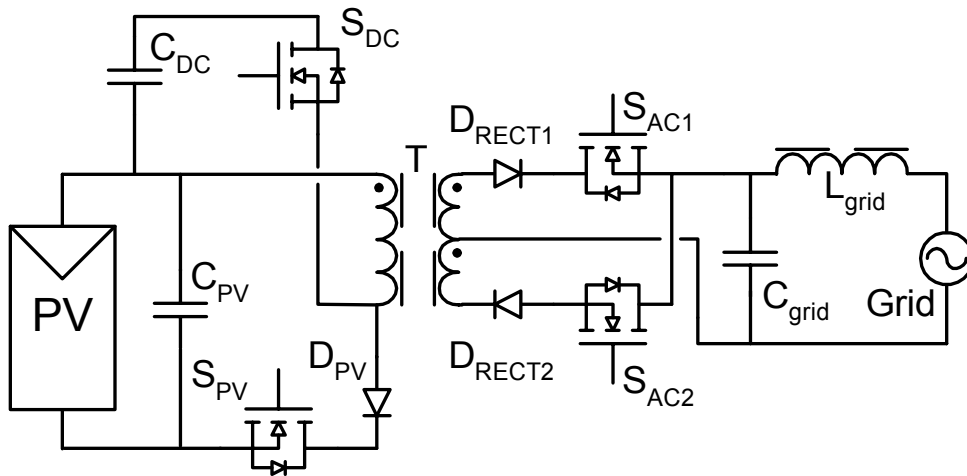 S_DC
C_DC
S_AC1
D_RECT1
T
L_grid
C_PV
PV
C_grid
Grid
D_PV
D_RECT2
S_PV
S_AC2